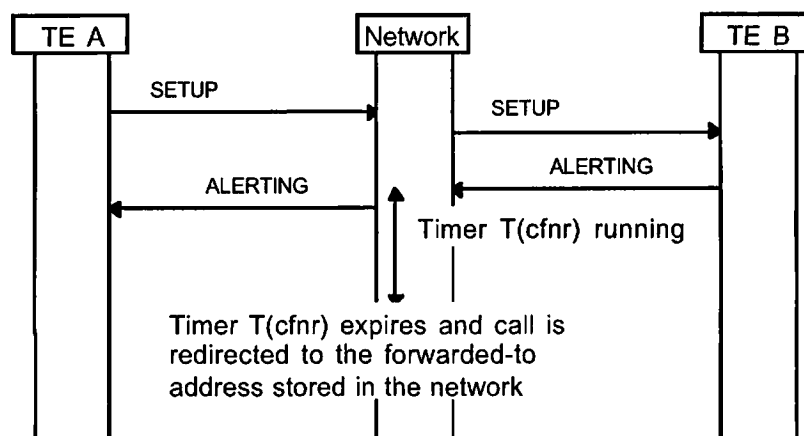 TE A
Network
TE B
SETUP
SETUP
ALERTING
ALERTING
Timer T(cfnr) running
Timer T(cfnr) expires and call is
redirected to the forwarded-to
address stored in the network